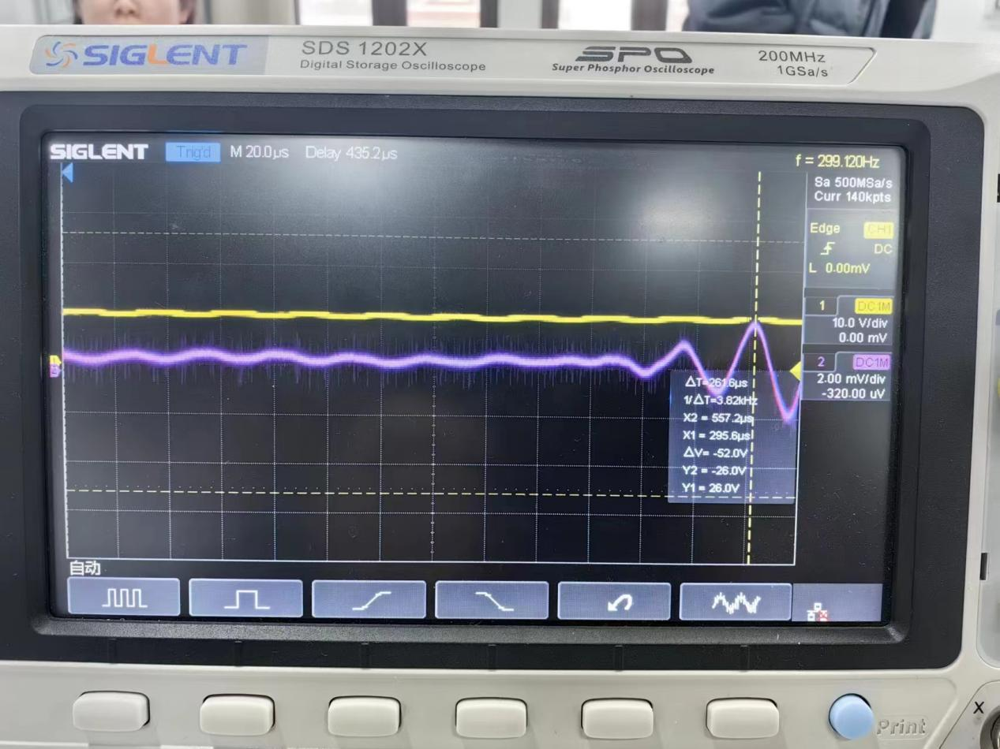 SIGLENT
SDS 1202X
Digital Storage Oscilloscope
SPO
Super Phosphor Oscilloscope
200MHz
1GSa/s
SIGLENT Trig'd M 20.0μs Delay 435.2μs
f = 299.120Hz
Sa 500MSa/s
Curr 140kpts
Edge CH1
DC
L 0.00mV
1 DC1M
10.0 V/div
0.00 mV
2 DC1M
2.00 mV/div
-320.00 uV
ΔT=261.6μs
1/ΔT=3.82kHz
X2 = 557.2μs
X1 = 295.6μs
ΔV= -52.0V
Y2 = -26.0V
Y1 = 26.0V
自动
Print
X